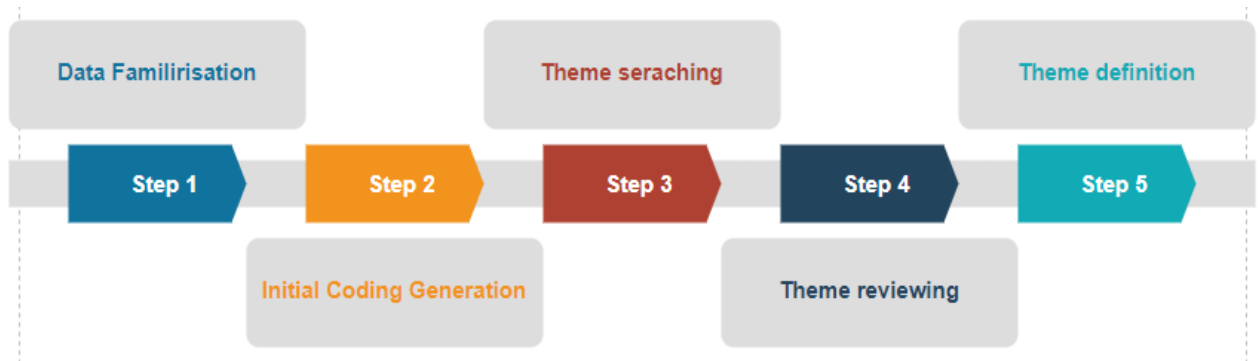 Data Familirisation
Theme seraching
Theme definition
Step 1
Step 2
Step 3
Step 4
Step 5
Initial Coding Generation
Theme reviewing